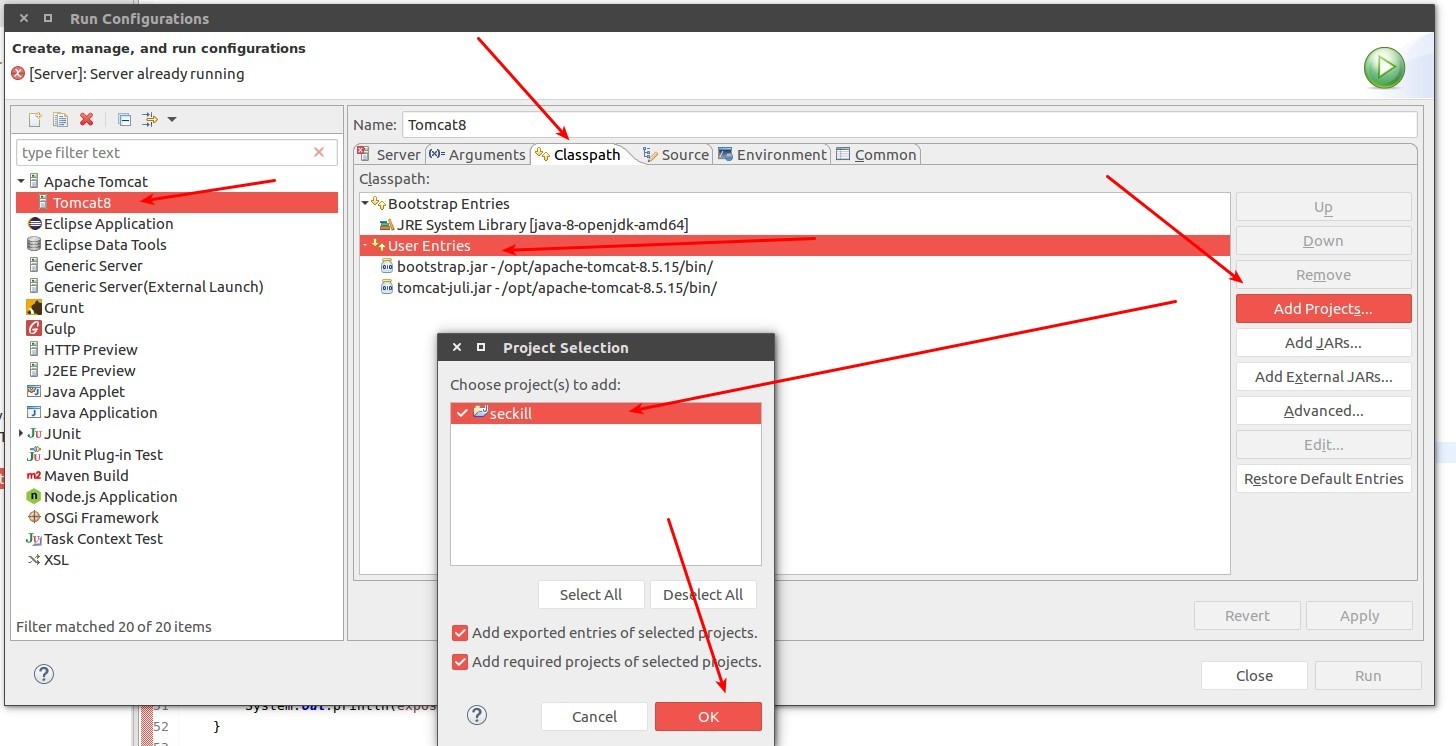 Run Configurations
Create, manage, and run configurations
[Server]: Server already running
type filter text
Apache Tomcat
Tomcat8
Eclipse Application
Eclipse Data Tools
Generic Server
Generic Server(External Launch)
Grunt
Gulp
HTTP Preview
J2EE Preview
Java Applet
Java Application
JUnit
JUnit Plug-in Test
Maven Build
Node.js Application
OSGi Framework
Task Context Test
XSL
Filter matched 20 of 20 items
Name: Tomcat8
Server (x)= Arguments Classpath Source Environment Common
Classpath:
Bootstrap Entries
JRE System Library [java-8-openjdk-amd64]
User Entries
bootstrap.jar - /opt/apache-tomcat-8.5.15/bin/
tomcat-juli.jar - /opt/apache-tomcat-8.5.15/bin/
Up
Down
Remove
Add Projects...
Add JARs...
Add External JARs...
Advanced...
Edit...
Restore Default Entries
Project Selection
Choose project(s) to add:
seckill
Select All Deselect All
Add exported entries of selected projects.
Add required projects of selected projects.
Cancel OK
Revert Apply
Close Run
51 System.out.println(expos
52 }